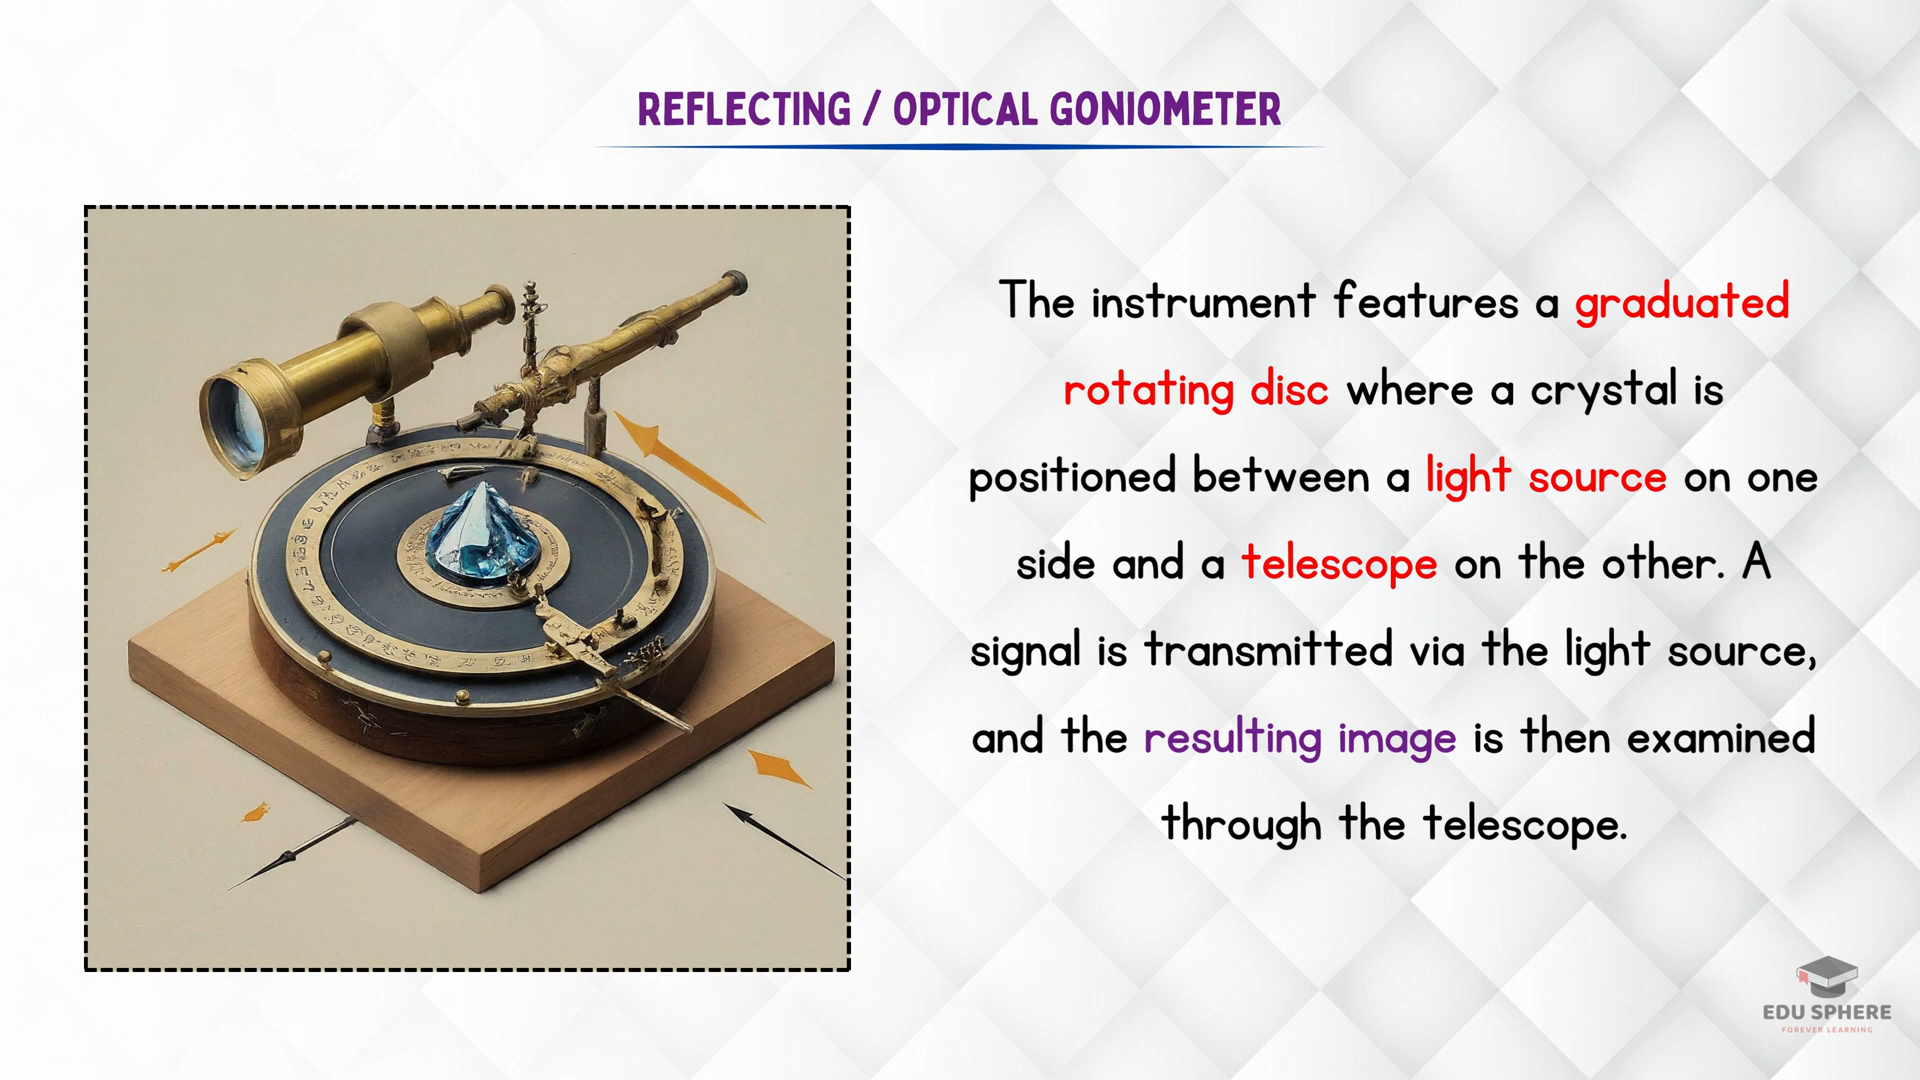 REFLECTING / OPTICAL GONIOMETER
The instrument features a graduated
rotating disc where a crystal is
positioned between a light source on one
side and a telescope on the other. A
signal is transmitted via the light source,
and the resulting image is then examined
through the telescope.
EDU SPHERE
FOREVER LEARNING